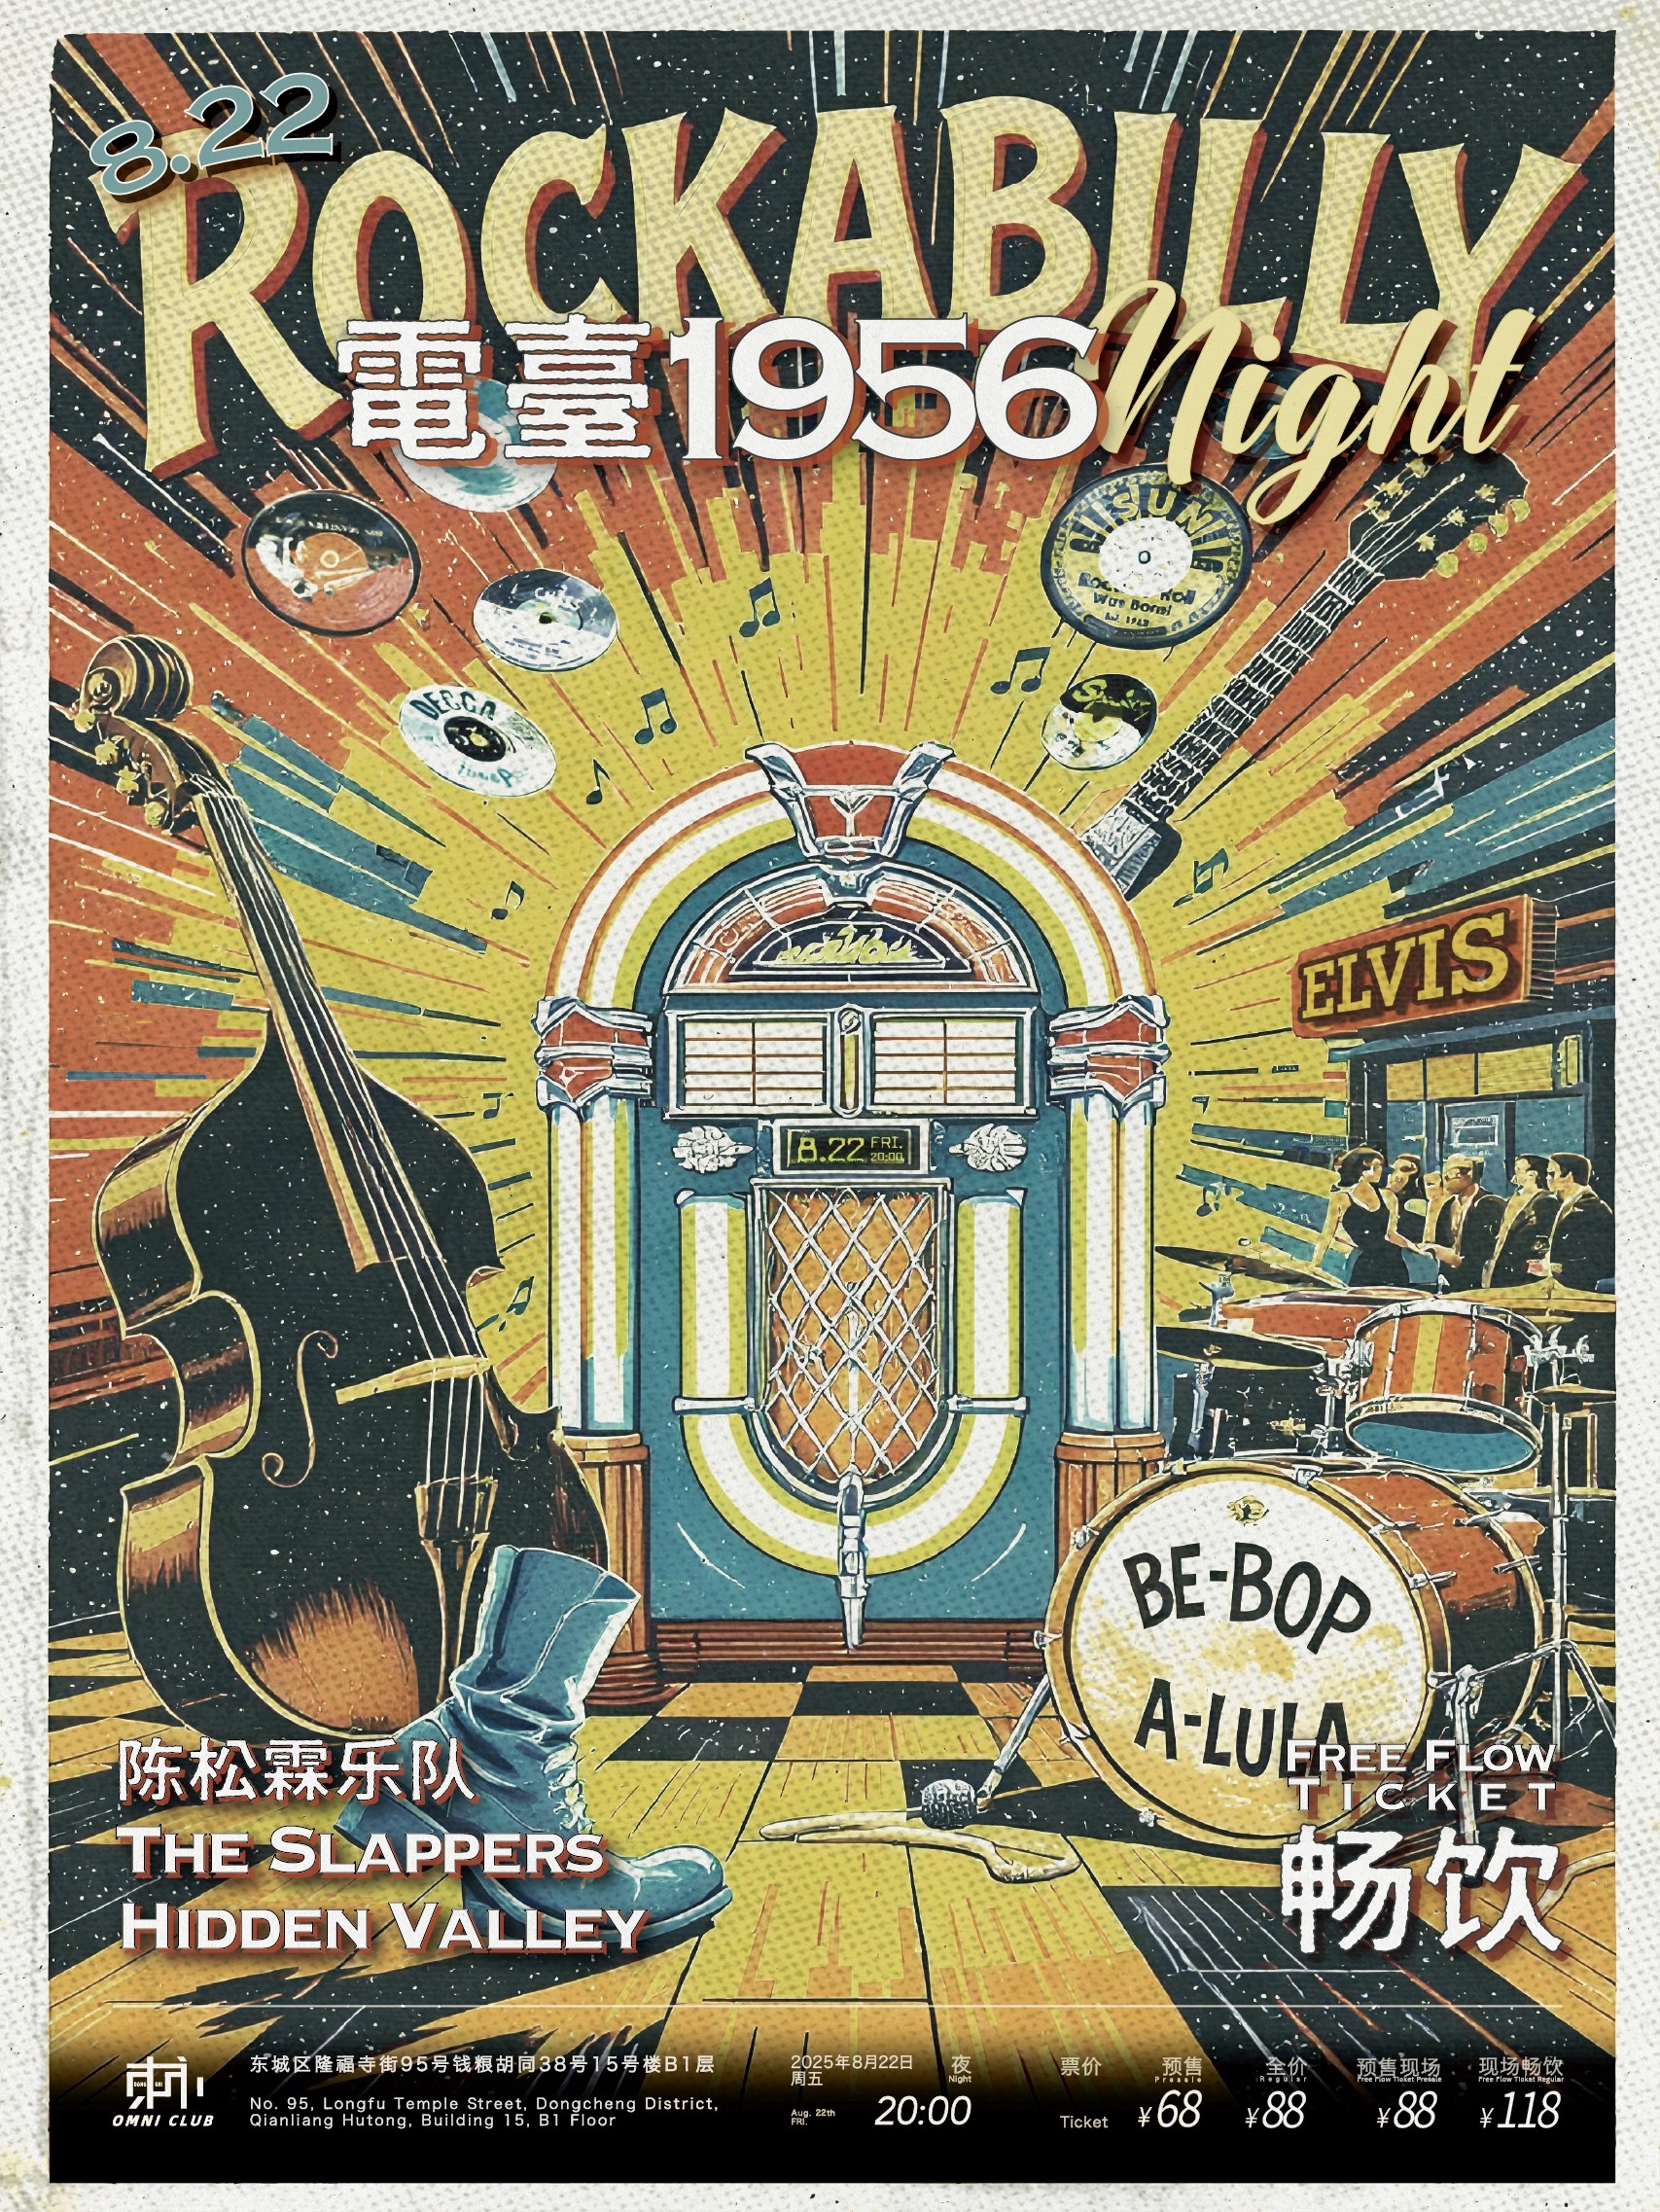 8.22
ROCKABILLY
電臺1956
Night
SUN
Rock Roll
Was Born!
DECCA
ELVIS
8.22 FRI.
20:00
BE-BOP
A-LULA
陈松霖乐队
THE SLAPPERS
HIDDEN VALLEY
FREE FLOW
TICKET
畅饮
OMNI CLUB
东城区隆福寺街95号钱粮胡同38号15号楼B1层
No. 95, Longfu Temple Street, Dongcheng District,
Qianliang Hutong, Building 15, B1 Floor
2025年8月22日
周五
Aug. 22th
FRI.
夜
Night
20:00
票价
Ticket
预售
Presale
¥68
全价
Regular
¥88
预售现场
Free Flow Ticket Presale
¥88
现场畅饮
Free Flow Ticket Regular
¥118